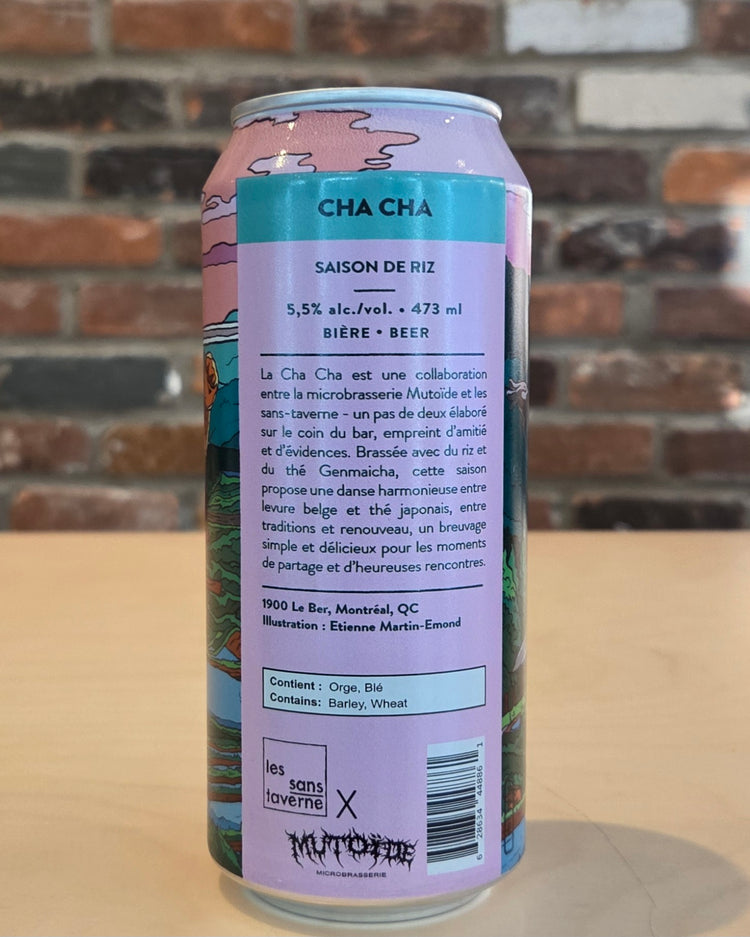 CHA CHA
SAISON DE RIZ
5,5% alc./vol. • 473 ml
BIÈRE • BEER
La Cha Cha est une collaboration
entre la microbrasserie Mutoïde et les
sans-taverne - un pas de deux élaboré
sur le coin du bar, empreint d'amitié
et d'évidences. Brassée avec du riz et
du thé Genmaicha, cette saison
propose une danse harmonieuse entre
levure belge et thé japonais, entre
traditions et renouveau, un breuvage
simple et délicieux pour les moments
de partage et d'heureuses rencontres.
1900 Le Ber, Montréal, QC
Illustration : Etienne Martin-Emond
Contient : Orge, Blé
Contains: Barley, Wheat
les
sans
taverne X
MUTOÏDE
MICROBRASSERIE
6 28634 44886 1